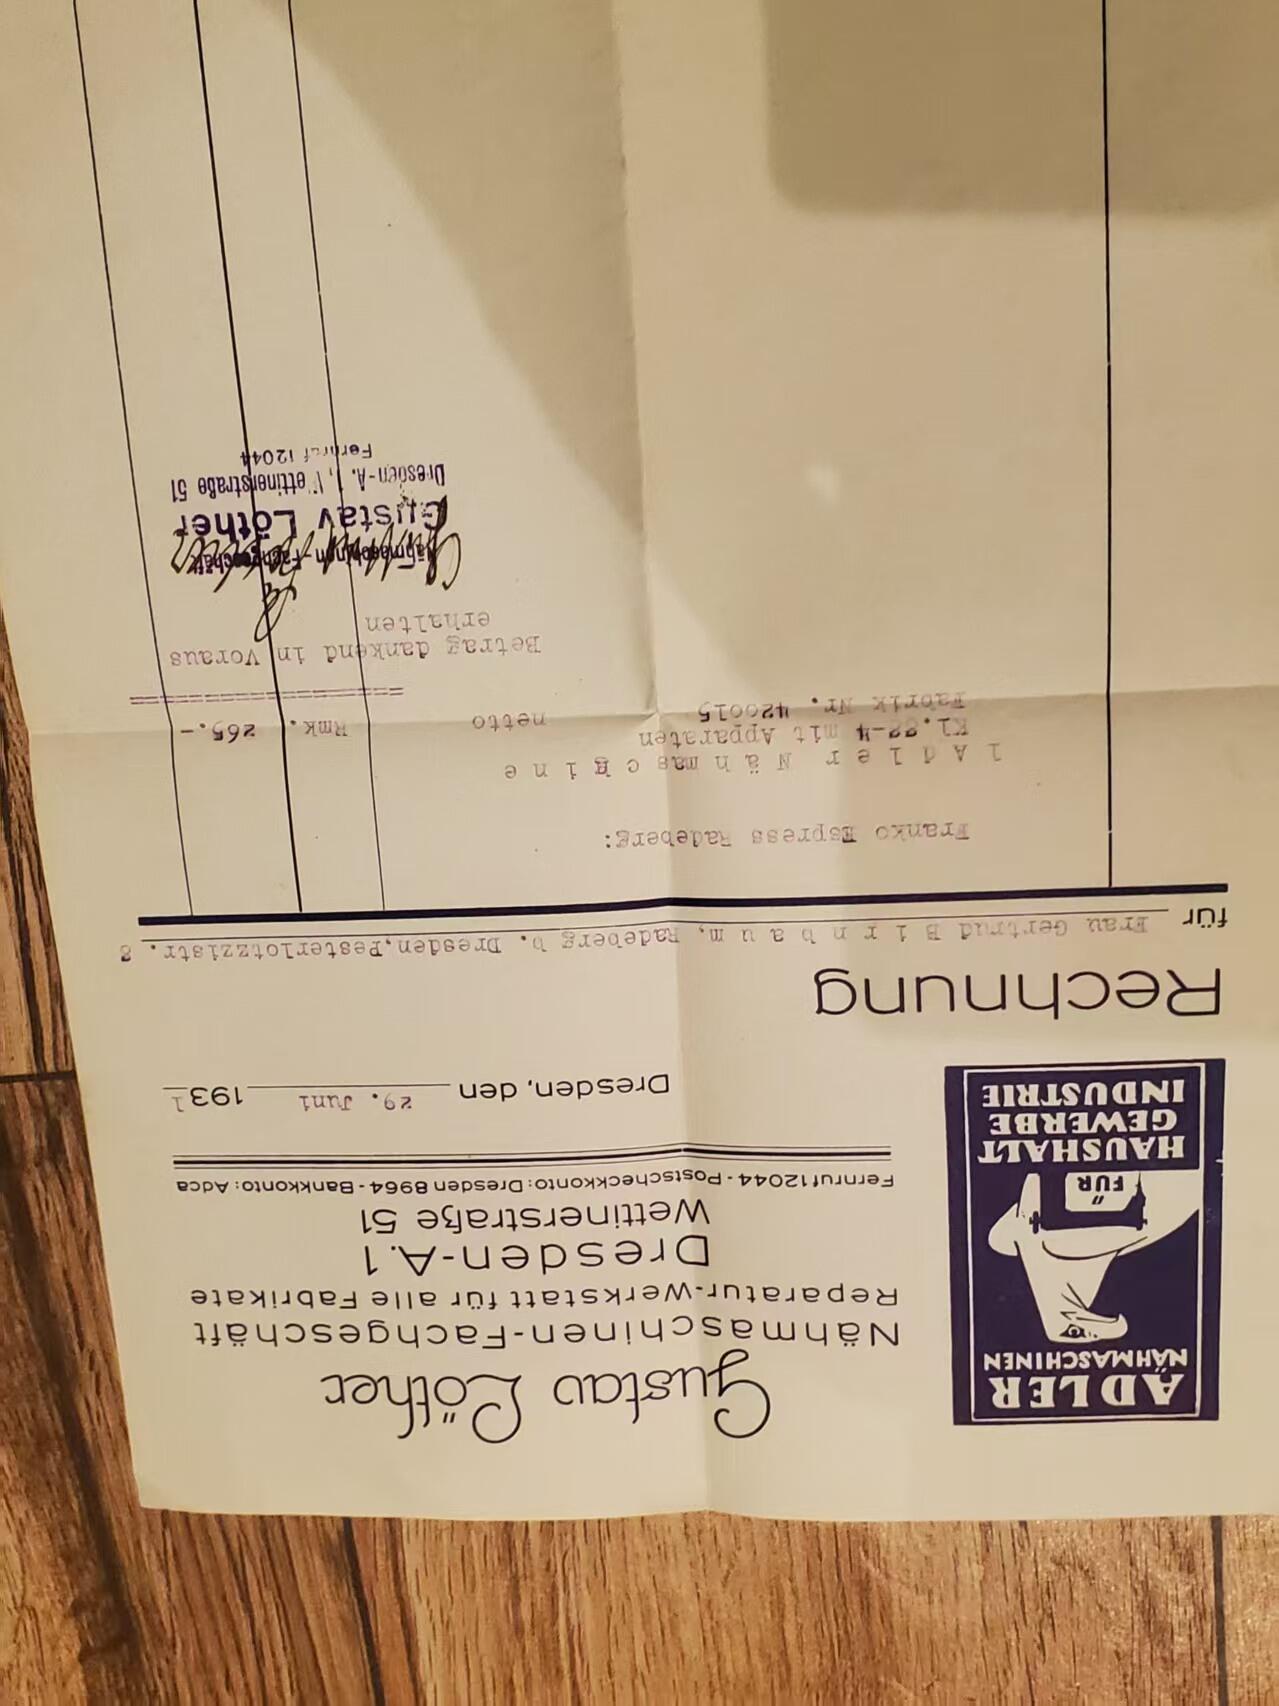 ADLER
NÄHMASCHINEN
FÜR
HAUSHALT
GEWERBE
INDUSTRIE
Gustav Löther
Nähmaschinen-Fachgeschäft
Reparatur-Werkstatt für alle Fabrikate
Dresden-A.1
Wettinerstraße 51
Fernruf 12044 - Postscheckkonto: Dresden 8964 - Bankkonto: Adca
Dresden, den 29. Juni 1931
Rechnung
für Frau Gertrud Birnbaum, Radeberg b. Dresden, Pesterlotzzistr. 8
Franko Espress Radeberg:
1 Adler Nähmaschine
Kl. 88-4 mit Apparaten
Fabrik Nr. 420015 netto Rmk. 265.-
Betrag dankend in Voraus
erhalten
Nähmaschinen-Fachgeschäft
Gustav Löther
Dresden-A. 1, Wettinerstraße 51
Fernruf 12044